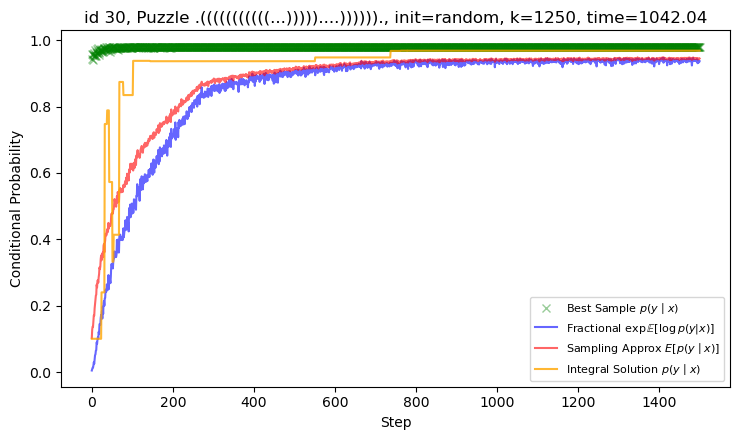 id 30, Puzzle .(((((((((((...)))))....))))))., init=random, k=1250, time=1042.04
Conditional Probability
1.0
0.8
0.6
0.4
0.2
0.0
Best Sample p(y | x)
Fractional exp𝔼[log p(y|x)]
Sampling Approx E[p(y | x)]
Integral Solution p(y | x)
0 200 400 600 800 1000 1200 1400
Step